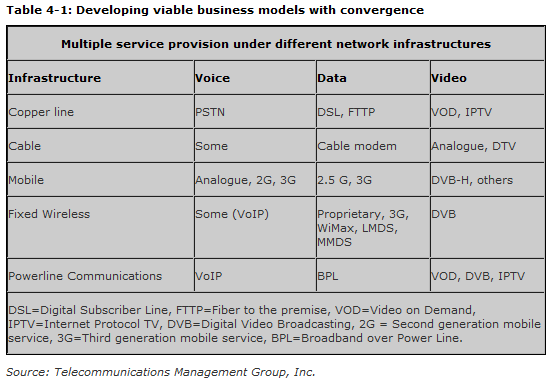 Table 4-1: Developing viable business models with convergence
Multiple service provision under different network infrastructures
Infrastructure Voice Data Video
Copper line PSTN DSL, FTTP VOD, IPTV
Cable Some Cable modem Analogue, DTV
Mobile Analogue, 2G, 3G 2.5 G, 3G DVB-H, others
Fixed Wireless Some (VoIP) Proprietary, 3G, DVB
WiMax, LMDS,
MMDS
Powerline Communications VoIP BPL VOD, DVB, IPTV
DSL=Digital Subscriber Line, FTTP=Fiber to the premise, VOD=Video on Demand,
IPTV=Internet Protocol TV, DVB=Digital Video Broadcasting, 2G = Second generation mobile
service, 3G=Third generation mobile service, BPL=Broadband over Power Line.
Source: Telecommunications Management Group, Inc.